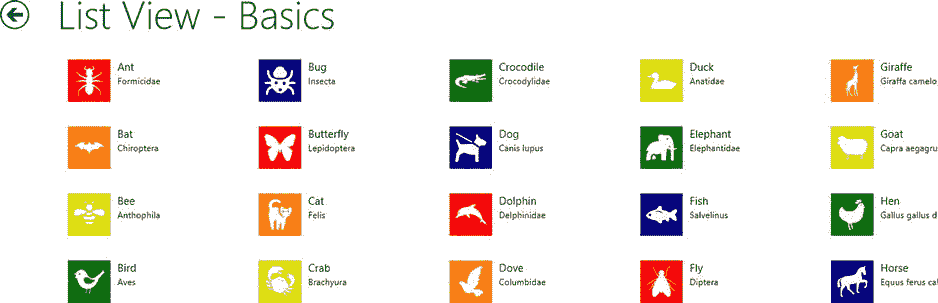 List View - Basics
Ant
Formicidae
Bat
Chiroptera
Bee
Anthophila
Bird
Aves
Bug
Insecta
Butterfly
Lepidoptera
Cat
Felis
Crab
Brachyura
Crocodile
Crocodylidae
Dog
Canis lupus
Dolphin
Delphinidae
Dove
Columbidae
Duck
Anatidae
Elephant
Elephantidae
Fish
Salvelinus
Fly
Diptera
Giraffe
Giraffa camelo
Goat
Capra aegagru
Hen
Gallus gallus d
Horse
Equus ferus cal